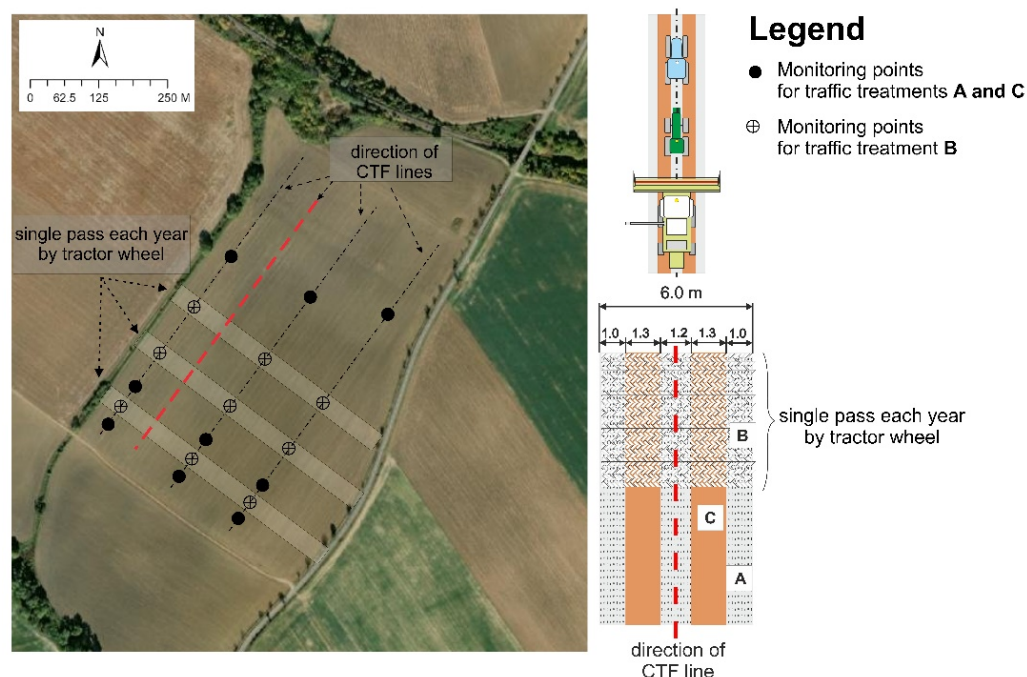 N
0 62.5 125 250 M
direction of
CTF lines
single pass each year
by tractor wheel
Legend
Monitoring points
for traffic treatments A and C
Monitoring points
for traffic treatment B
6.0 m
1.0 1.3 1.2 1.3 1.0
B
single pass each year
by tractor wheel
C
A
direction of
CTF line